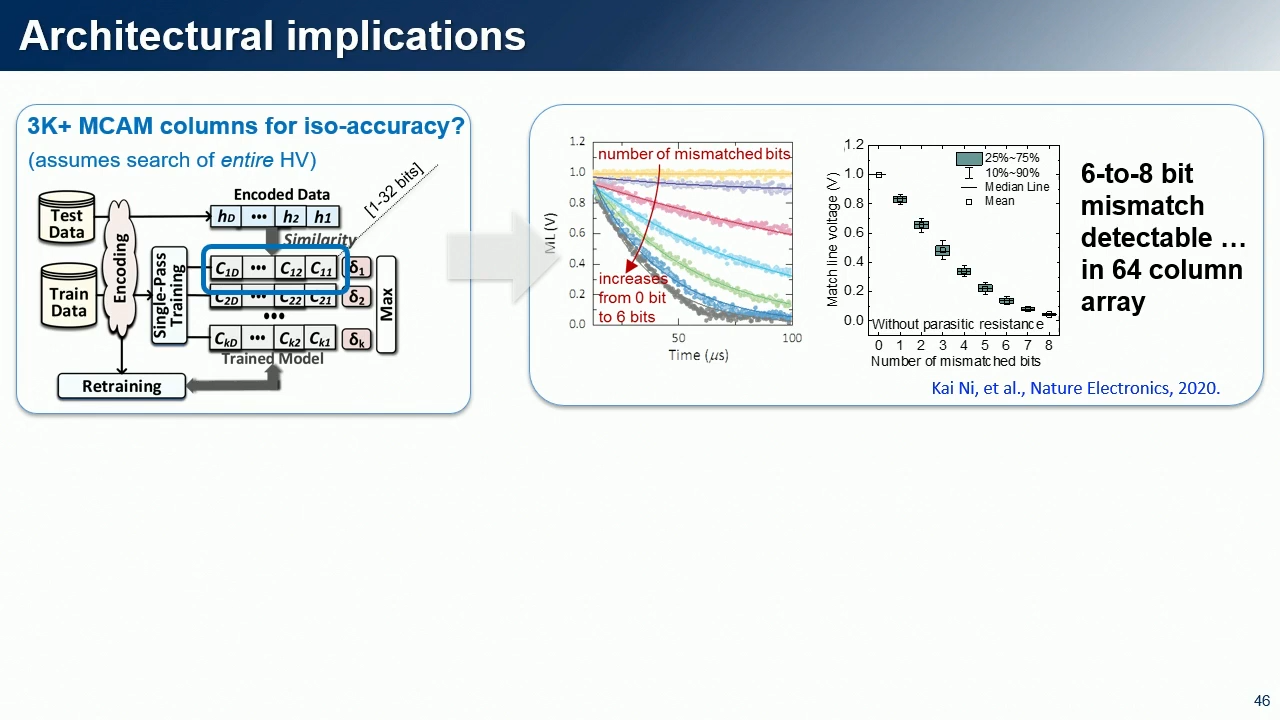 Architectural implications
3K+ MCAM columns for iso-accuracy?
(assumes search of entire HV)
[1-32 bits]
Encoded Data
Test
Data
hD ••• h2 h1
Encoding
Similarity
Single-Pass
Training
C1D ••• C12 C11 δ1
Train
Data
C2D ••• C22 C21 δ2
•••
CkD ••• Ck2 Ck1 δk
Max
Trained Model
Retraining
1.2
1.0
0.8
0.6
0.4
0.2
0.0
ML (V)
number of mismatched bits
increases
from 0 bit
to 6 bits
50 100
Time (μs)
1.2
1.0
0.8
0.6
0.4
0.2
0.0
Match line voltage (V)
25%~75%
10%~90%
Median Line
Mean
Without parasitic resistance
0 1 2 3 4 5 6 7 8
Number of mismatched bits
6-to-8 bit
mismatch
detectable …
in 64 column
array
Kai Ni, et al., Nature Electronics, 2020.
46